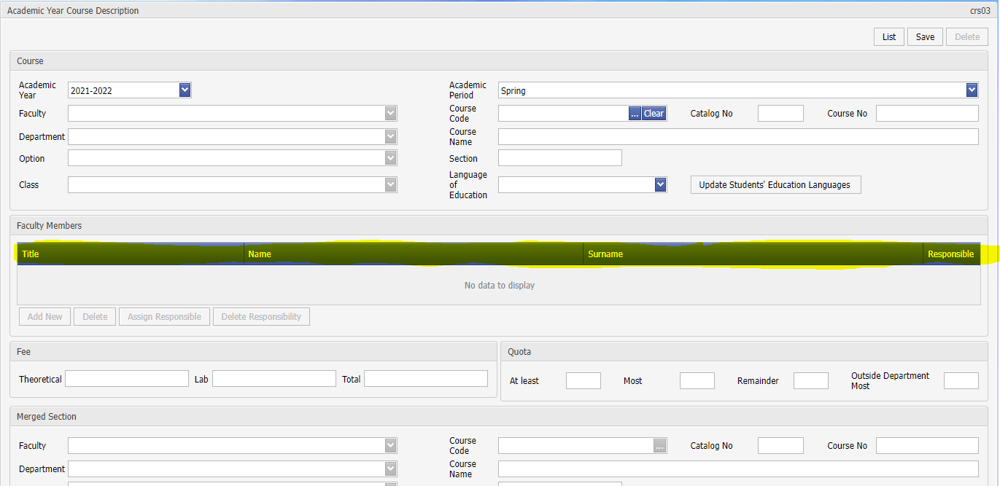 Academic Year Course Description crs03
List Save Delete
Course
Academic Year 2021-2022 Academic Period Spring
Faculty Course Code ... Clear Catalog No Course No
Department Course Name
Option Section
Class Language of Education Update Students' Education Languages
Faculty Members
Title Name Surname Responsible
No data to display
Add New Delete Assign Responsible Delete Responsibility
Fee Quota
Theoretical Lab Total At least Most Remainder Outside Department Most
Merged Section
Faculty Course Code ... Catalog No Course No
Department Course Name